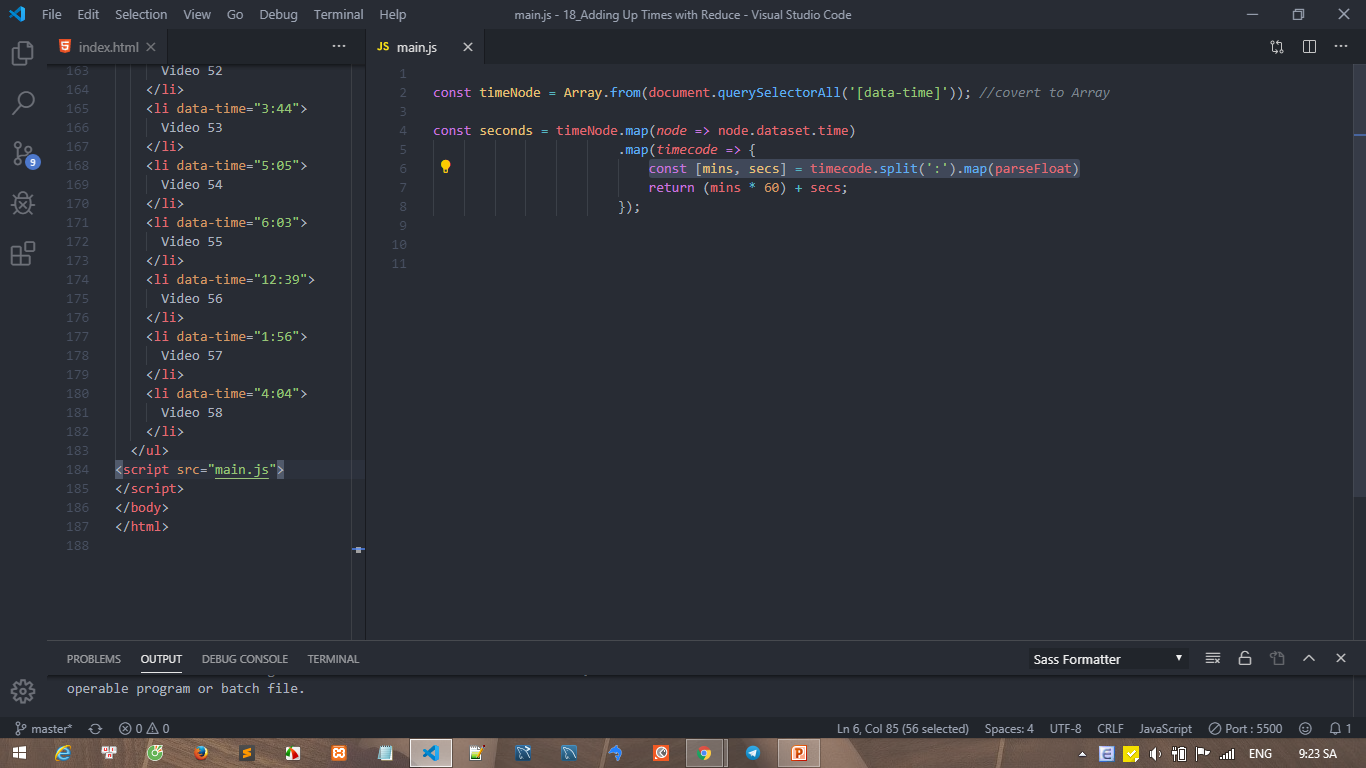 File Edit Selection View Go Debug Terminal Help main.js - 18_Adding Up Times with Reduce - Visual Studio Code
index.html
163 Video 52
164 </li>
165 <li data-time="3:44">
166 Video 53
167 </li>
168 <li data-time="5:05">
169 Video 54
170 </li>
171 <li data-time="6:03">
172 Video 55
173 </li>
174 <li data-time="12:39">
175 Video 56
176 </li>
177 <li data-time="1:56">
178 Video 57
179 </li>
180 <li data-time="4:04">
181 Video 58
182 </li>
183 </ul>
184 <script src="main.js">
185 </script>
186 </body>
187 </html>
188
JS main.js
1
2 const timeNode = Array.from(document.querySelectorAll('[data-time]')); //covert to Array
3
4 const seconds = timeNode.map(node => node.dataset.time)
5 .map(timecode => {
6 const [mins, secs] = timecode.split(':').map(parseFloat)
7 return (mins * 60) + secs;
8 });
9
10
11
9
PROBLEMS OUTPUT DEBUG CONSOLE TERMINAL Sass Formatter
operable program or batch file.
master* 0 0 Ln 6, Col 85 (56 selected) Spaces: 4 UTF-8 CRLF JavaScript Port : 5500 1
ENG 9:23 SA